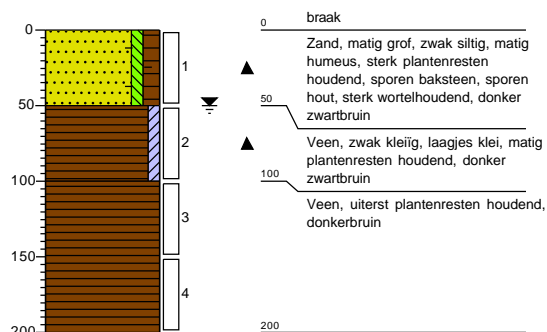 0
50
100
150
200
1
2
3
4
0
braak
Zand, matig grof, zwak siltig, matig
humeus, sterk plantenresten
houdend, sporen baksteen, sporen
hout, sterk wortelhoudend, donker
zwartbruin
50
Veen, zwak kleiïg, laagjes klei, matig
plantenresten houdend, donker
zwartbruin
100
Veen, uiterst plantenresten houdend,
donkerbruin
200